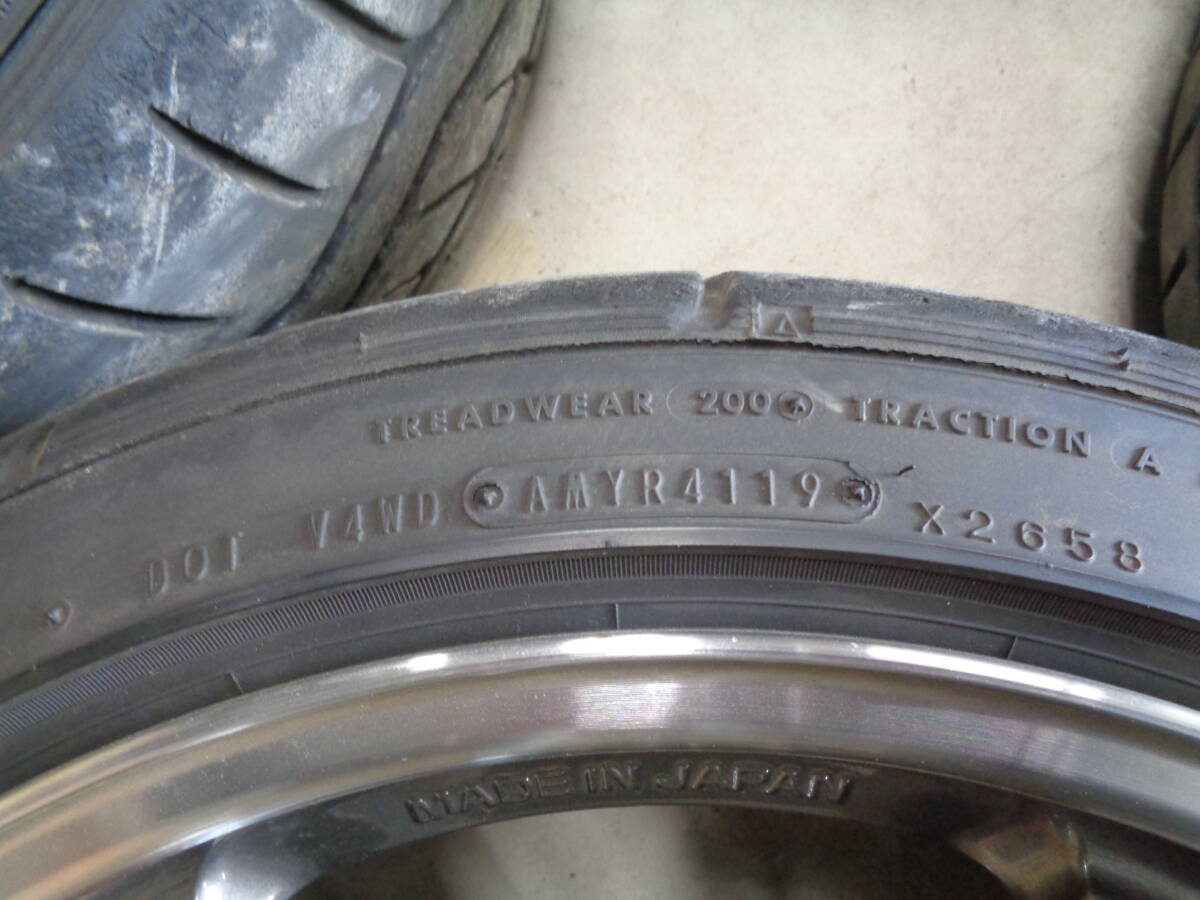 TREADWEAR 200 TRACTION A
DOT V4WD AMYR4119 X2658
MADE IN JAPAN